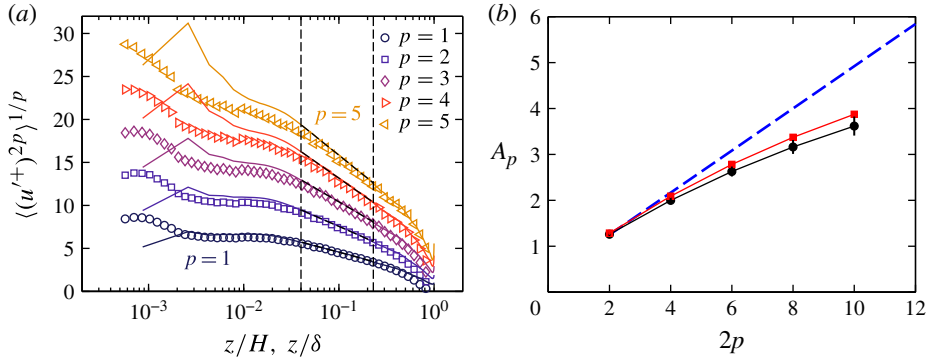 (a)
30
25
20
15
10
5
0
⟨(u′⁺)²ᵖ⟩¹/ᵖ
10⁻³
10⁻²
10⁻¹
10⁰
z/H, z/δ
p = 1
p = 2
p = 3
p = 4
p = 5
p = 5
p = 1
(b)
6
5
4
3
2
1
Aₚ
0
2
4
6
8
10
12
2p